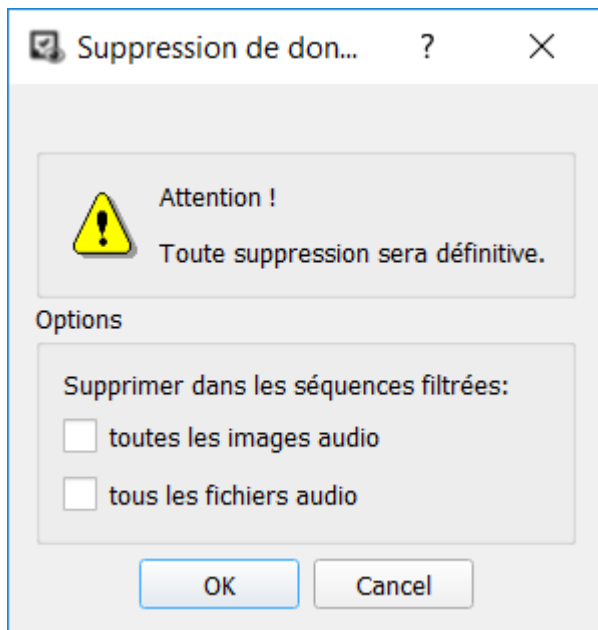 Suppression de don...
?
Attention !
Toute suppression sera définitive.
Options
Supprimer dans les séquences filtrées:
toutes les images audio
tous les fichiers audio
OK
Cancel